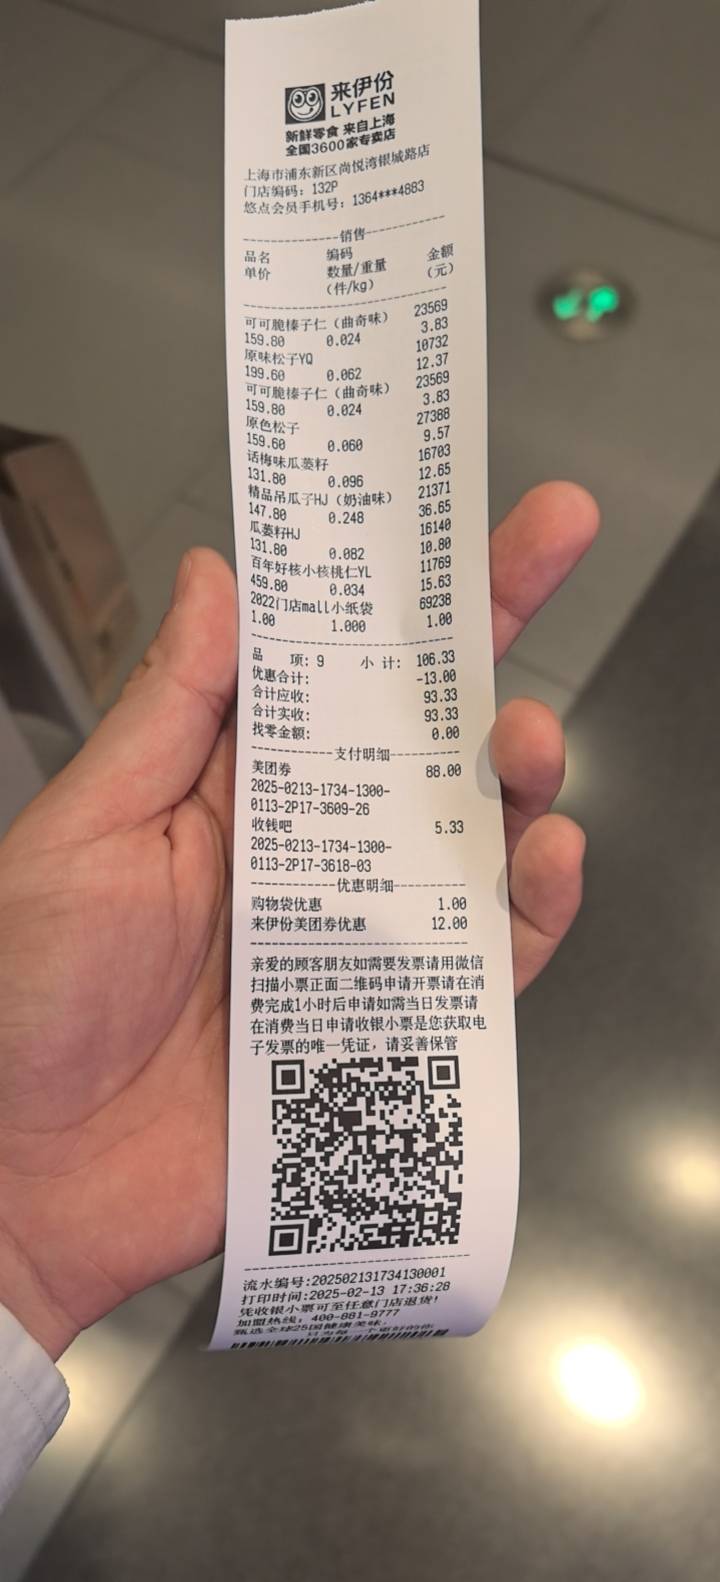 来伊份
LYFEN
新鲜零食 来自上海
全国3600家专卖店
上海市浦东新区尚悦湾银城路店
门店编码：132P
悠点会员手机号：1364***4883
销售
品名 编码 金额
单价 数量/重量 （元）
（件/kg）
可可脆榛子仁（曲奇味） 23569
159.80 0.024 3.83
原味松子YQ 10732
199.60 0.062 12.37
可可脆榛子仁（曲奇味） 23569
159.80 0.024 3.83
原色松子 27388
159.60 0.060 9.57
话梅味瓜蒌籽 16703
131.80 0.096 12.65
精品吊瓜子HJ（奶油味） 21371
147.80 0.248 36.65
瓜蒌籽HJ 16140
131.80 0.082 10.80
百年好核小核桃仁YL 11769
459.80 0.034 15.63
2022门店mall小纸袋 69238
1.00 1.000 1.00
品 项：9 小 计： 106.33
优惠合计： -13.00
合计应收： 93.33
合计实收： 93.33
找零金额： 0.00
支付明细
美团券 88.00
2025-0213-1734-1300-
0113-2P17-3609-26
收钱吧 5.33
2025-0213-1734-1300-
0113-2P17-3618-03
优惠明细
购物袋优惠 1.00
来伊份美团券优惠 12.00
亲爱的顾客朋友如需要发票请用微信
扫描小票正面二维码申请开票请在消
费完成1小时后申请如需当日发票请
在消费当日申请收银小票是您获取电
子发票的唯一凭证，请妥善保管
流水编号：202502131734130001
打印时间：2025-02-13 17:36:28
凭收银小票可至任意门店退货！
加盟热线：400-881-9777
甄选全球25国健康美味，